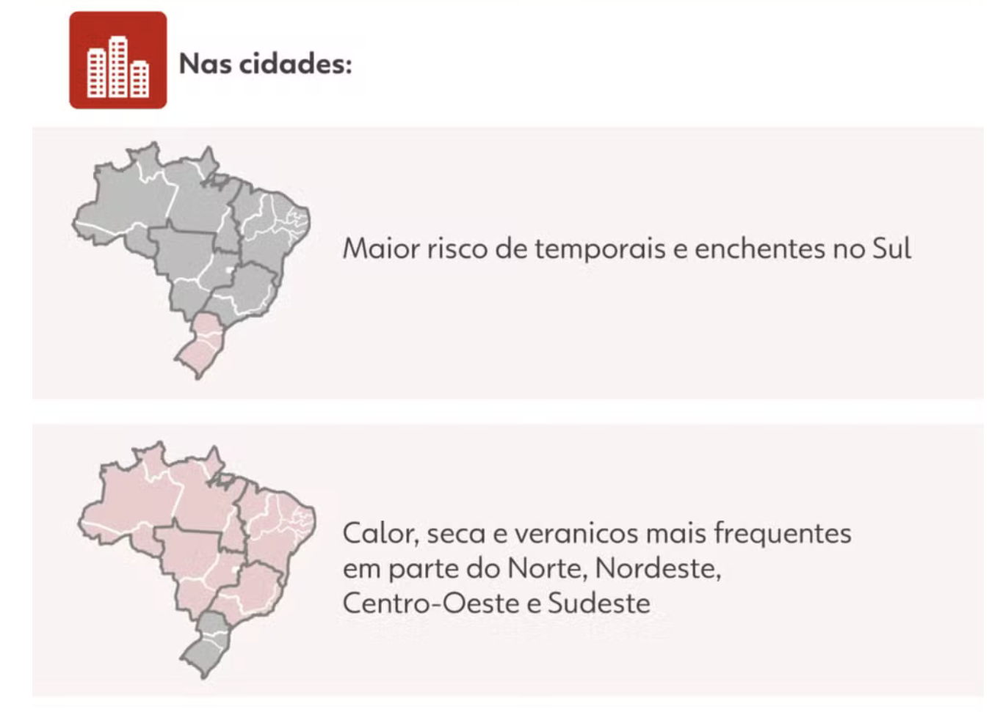 Nas cidades:
Maior risco de temporais e enchentes no Sul
Calor, seca e veranicos mais frequentes
em parte do Norte, Nordeste,
Centro-Oeste e Sudeste